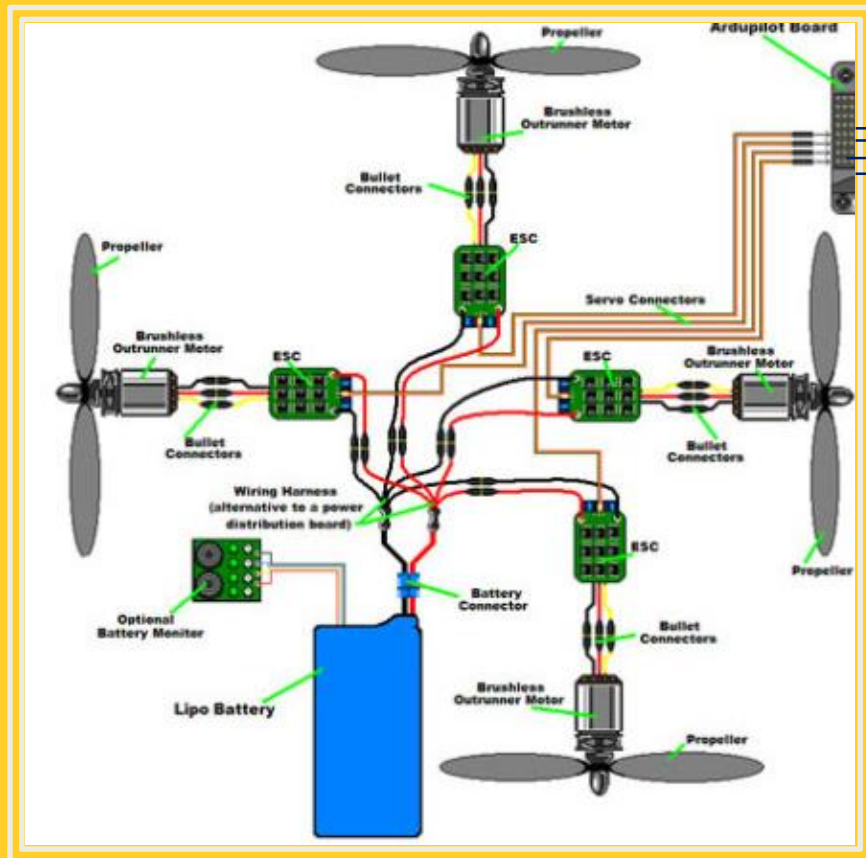 Propeller
Ardupilot Board
Brushless
Outrunner Motor
Bullet
Connectors
ESC
Propeller
Servo Connectors
Brushless
Outrunner Motor
ESC
ESC
Brushless
Outrunner Motor
Bullet
Connectors
Bullet
Connectors
Wiring Harness
(alternative to a power
distribution board)
ESC
Propeller
Battery
Connector
Optional
Battery Monitor
Bullet
Connectors
Lipo Battery
Brushless
Outrunner Motor
Propeller